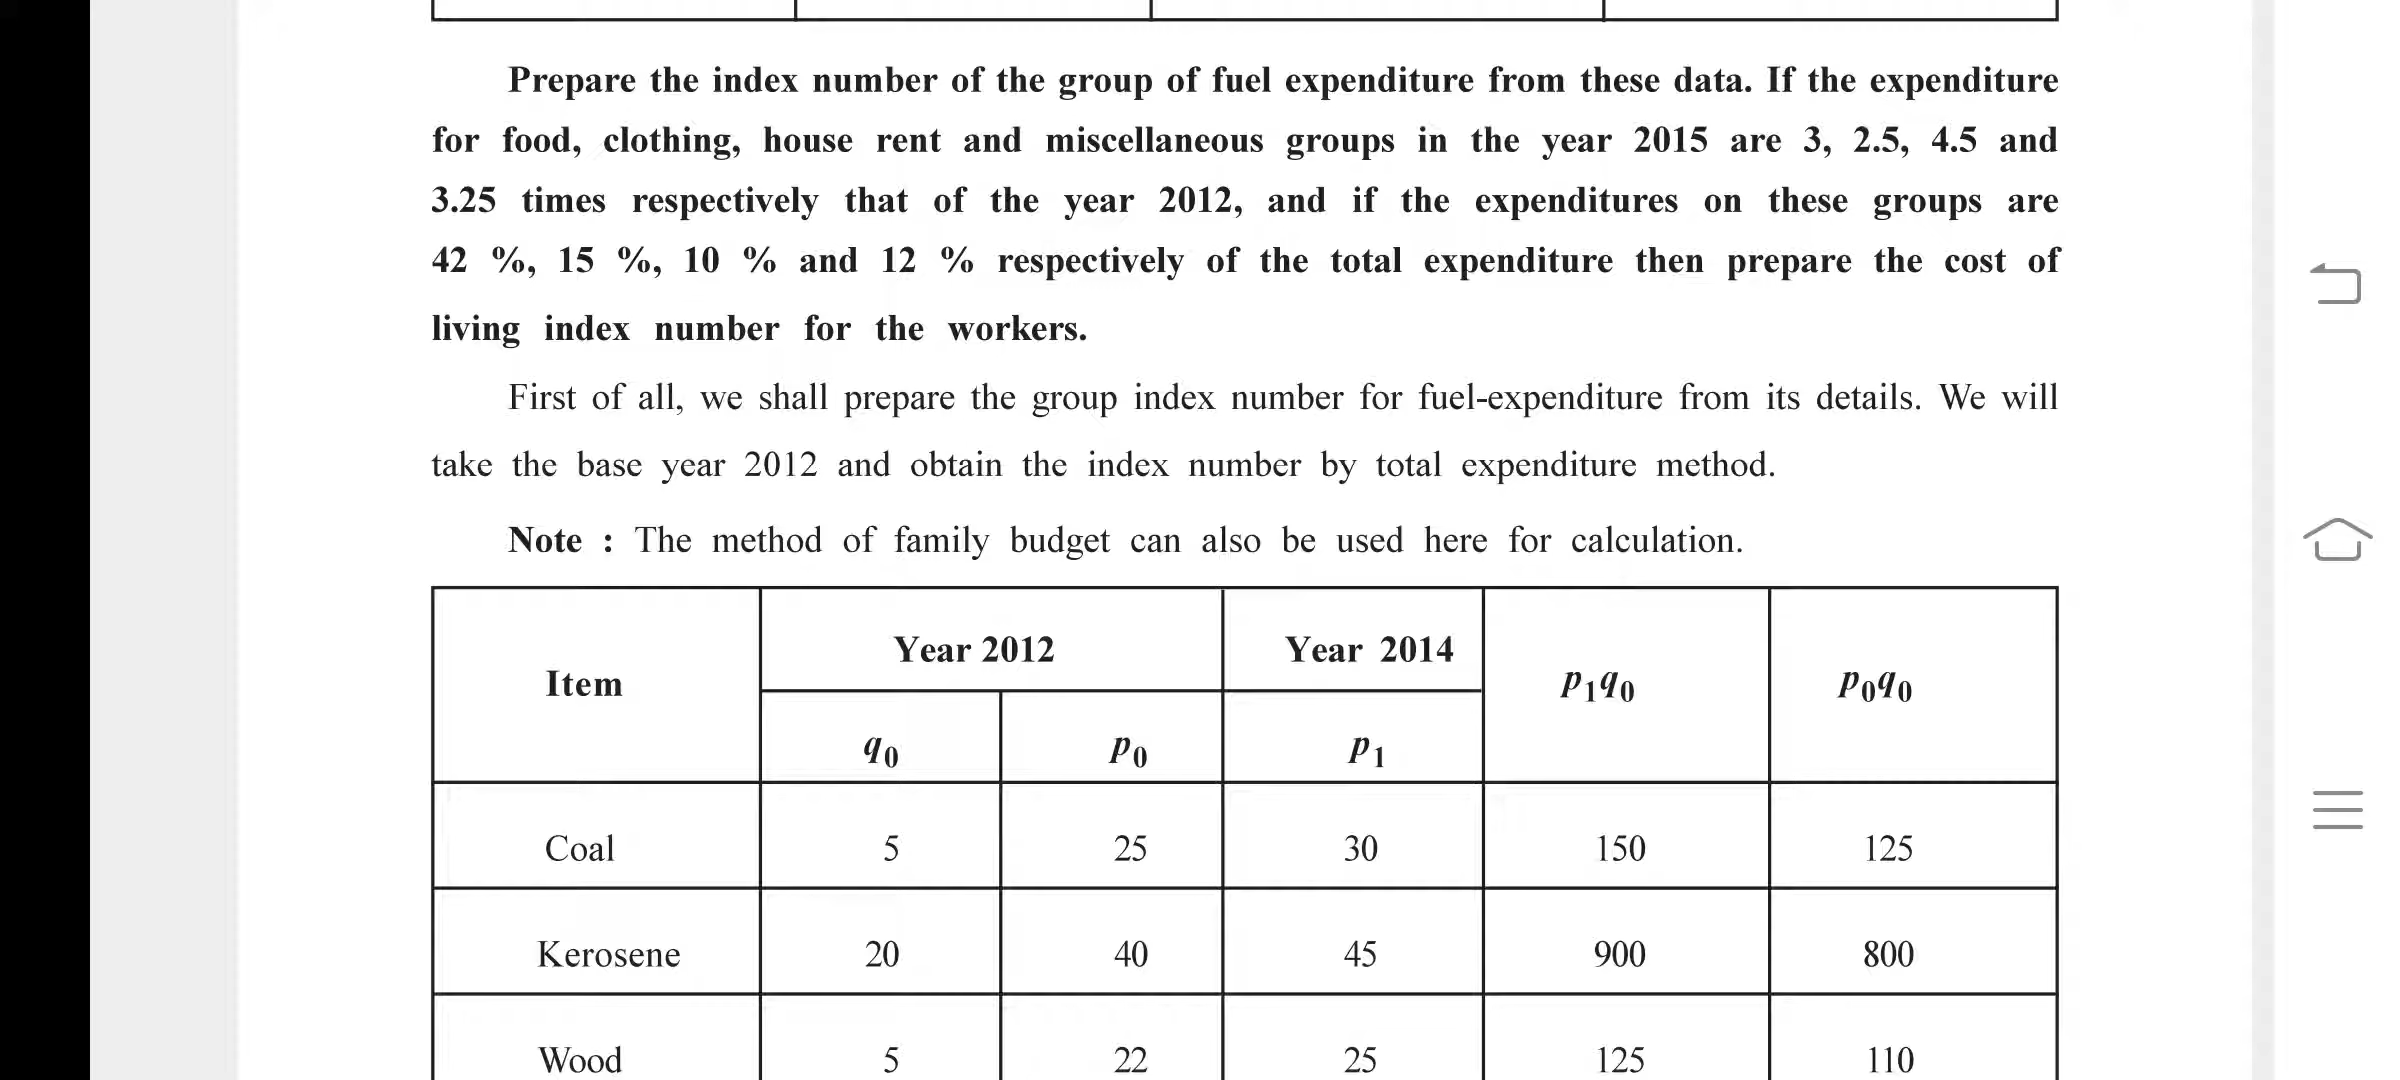 Prepare the index number of the group of fuel expenditure from these data. If the expenditure
for food, clothing, house rent and miscellaneous groups in the year 2015 are 3, 2.5, 4.5 and
3.25 times respectively that of the year 2012, and if the expenditures on these groups are
42 %, 15 %, 10 % and 12 % respectively of the total expenditure then prepare the cost of
living index number for the workers.
First of all, we shall prepare the group index number for fuel-expenditure from its details. We will
take the base year 2012 and obtain the index number by total expenditure method.
Note : The method of family budget can also be used here for calculation.
Item Year 2012 Year 2014 p₁q₀ p₀q₀
q₀ p₀ p₁
Coal 5 25 30 150 125
Kerosene 20 40 45 900 800
Wood 5 22 25 125 110